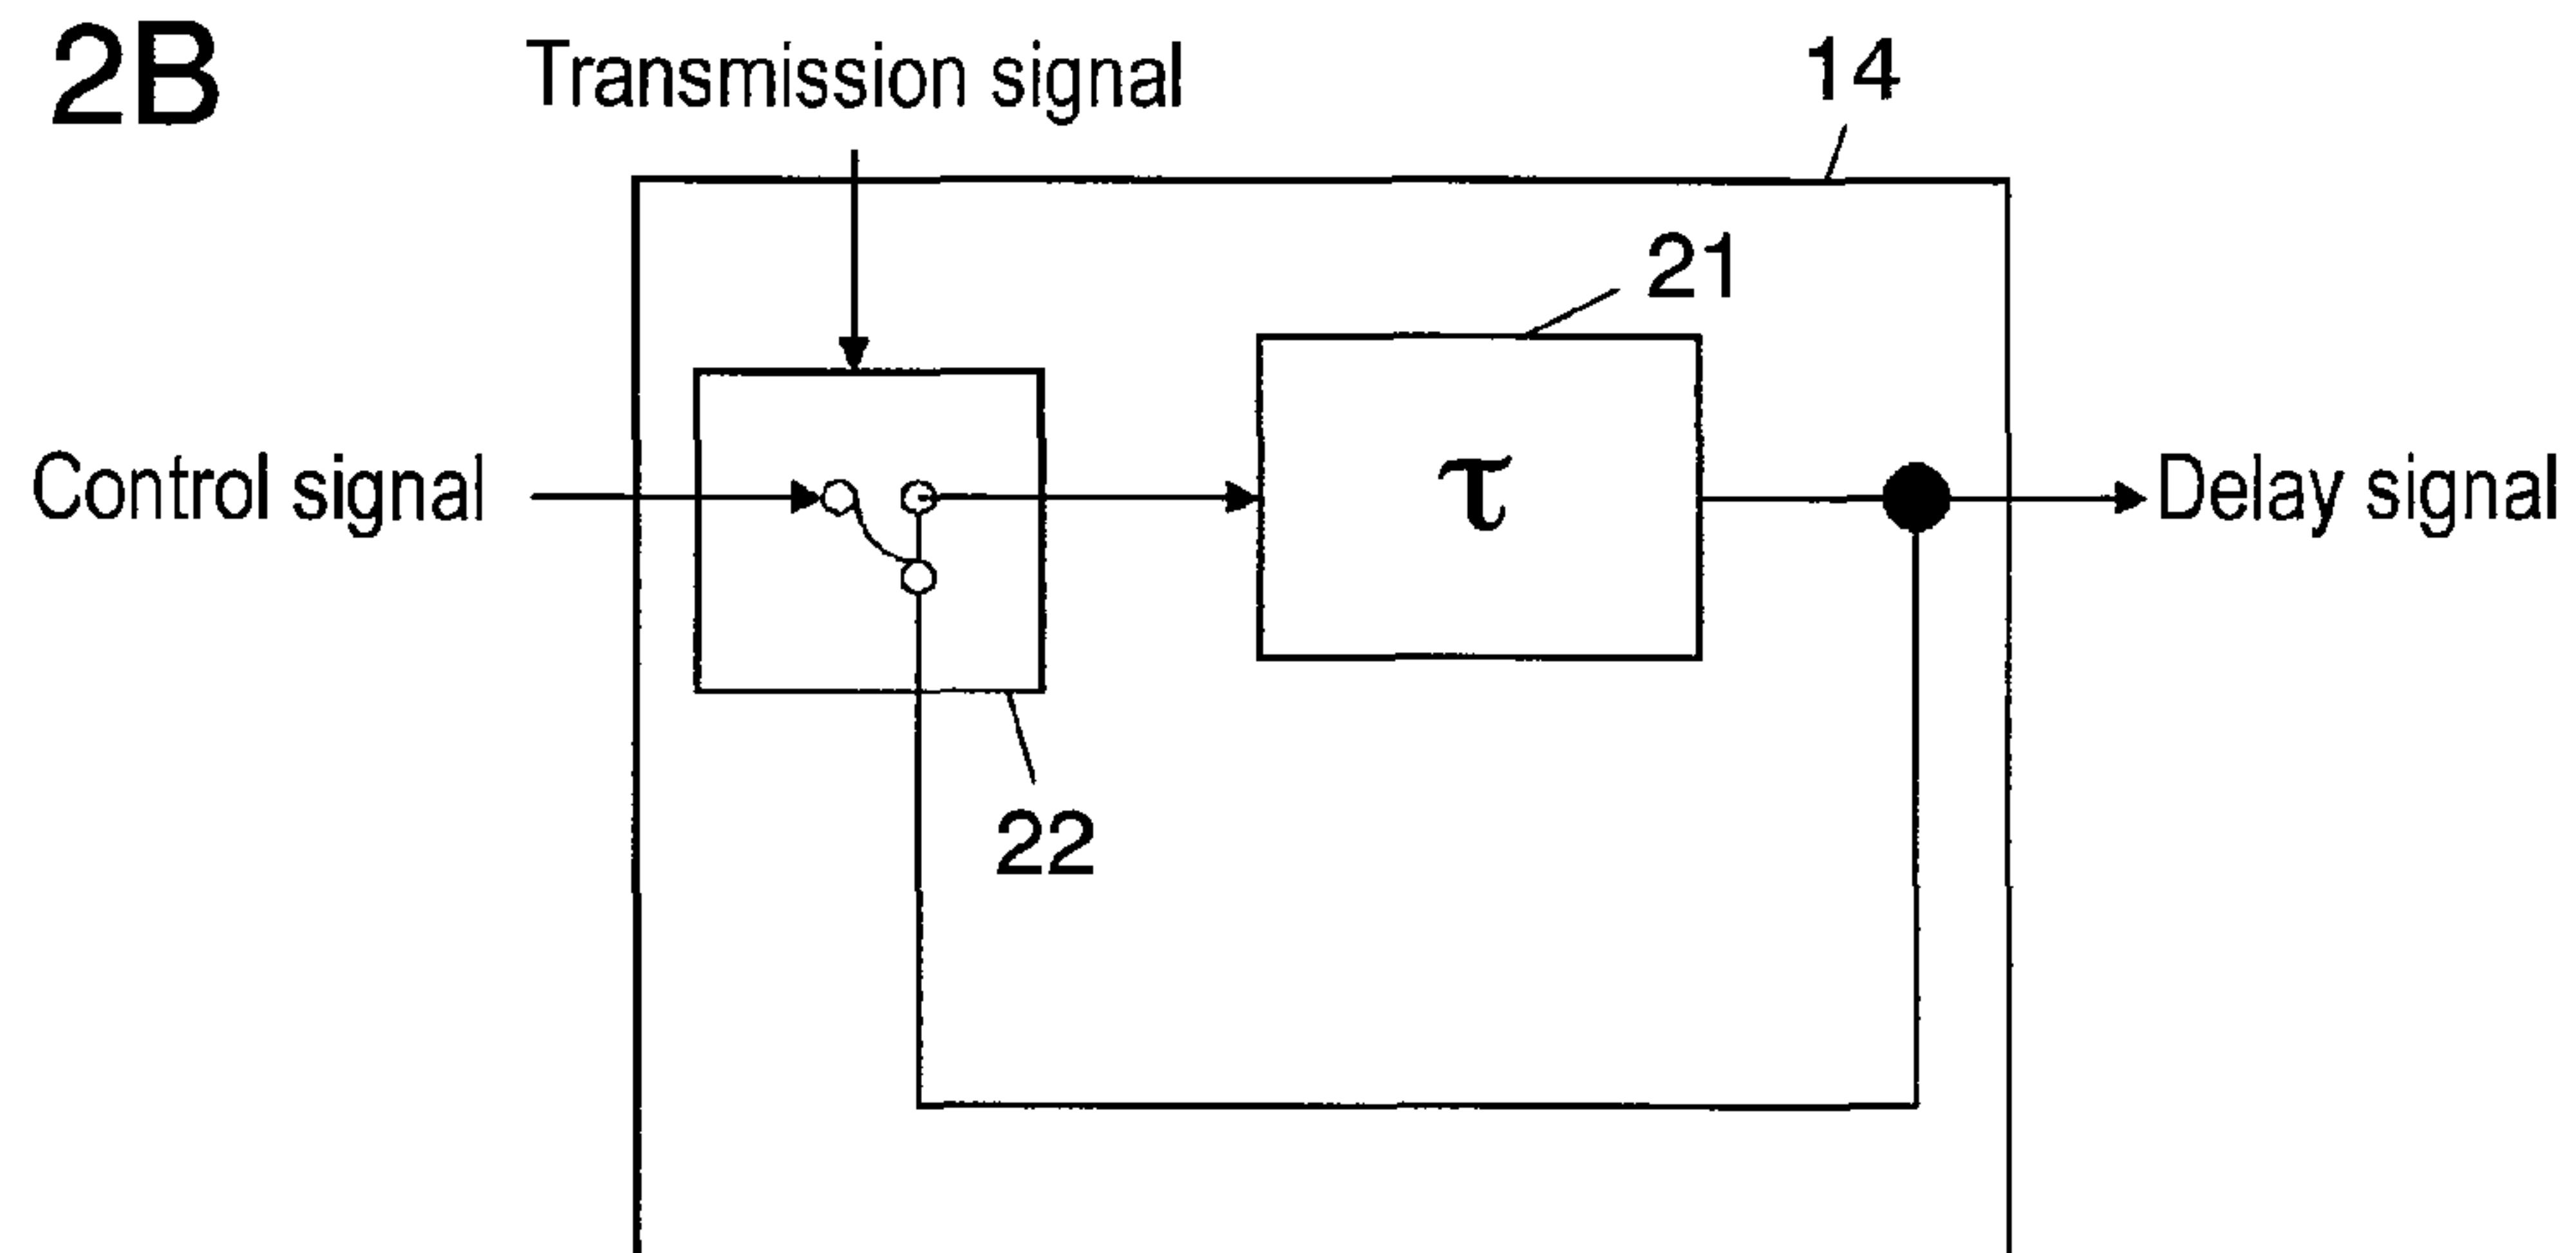 2B
Transmission signal
14
21
Control signal
τ
Delay signal
22